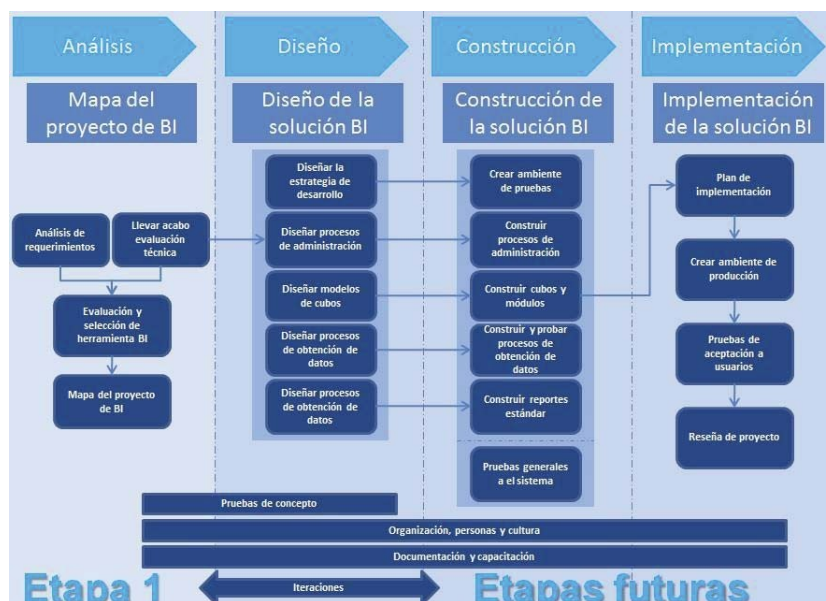 Análisis
Diseño
Construcción
Implementación
Mapa del
proyecto de BI
Diseño de la
solución BI
Construcción de
la solución BI
Implementación
de la solución BI
Análisis de
requerimientos
Llevar acabo
evaluación
técnica
Evaluación y
selección de
herramienta BI
Mapa del proyecto
de BI
Diseñar la
estrategia de
desarrollo
Diseñar procesos
de administración
Diseñar modelos
de cubos
Diseñar procesos
de obtención de
datos
Diseñar procesos
de obtención de
datos
Crear ambiente
de pruebas
Construir
procesos de
administración
Construir cubos y
módulos
Construir y probar
procesos de
obtención de datos
Construir reportes
estándar
Pruebas generales
a el sistema
Plan de
implementación
Crear ambiente de
producción
Pruebas de
aceptación a
usuarios
Reseña de proyecto
Pruebas de concepto
Organización, personas y cultura
Documentación y capacitación
Etapa 1
Iteraciones
Etapas futuras